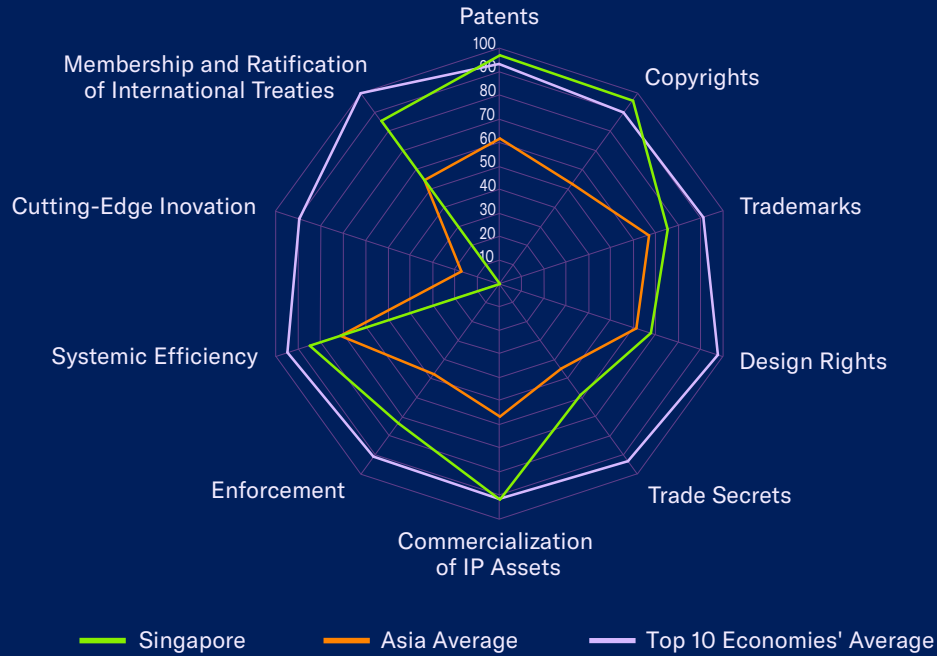 Patents
Copyrights
Trademarks
Design Rights
Trade Secrets
Commercialization
of IP Assets
Enforcement
Systemic Efficiency
Cutting-Edge Inovation
Membership and Ratification
of International Treaties
100
90
80
70
60
50
40
30
20
10
Singapore
Asia Average
Top 10 Economies' Average